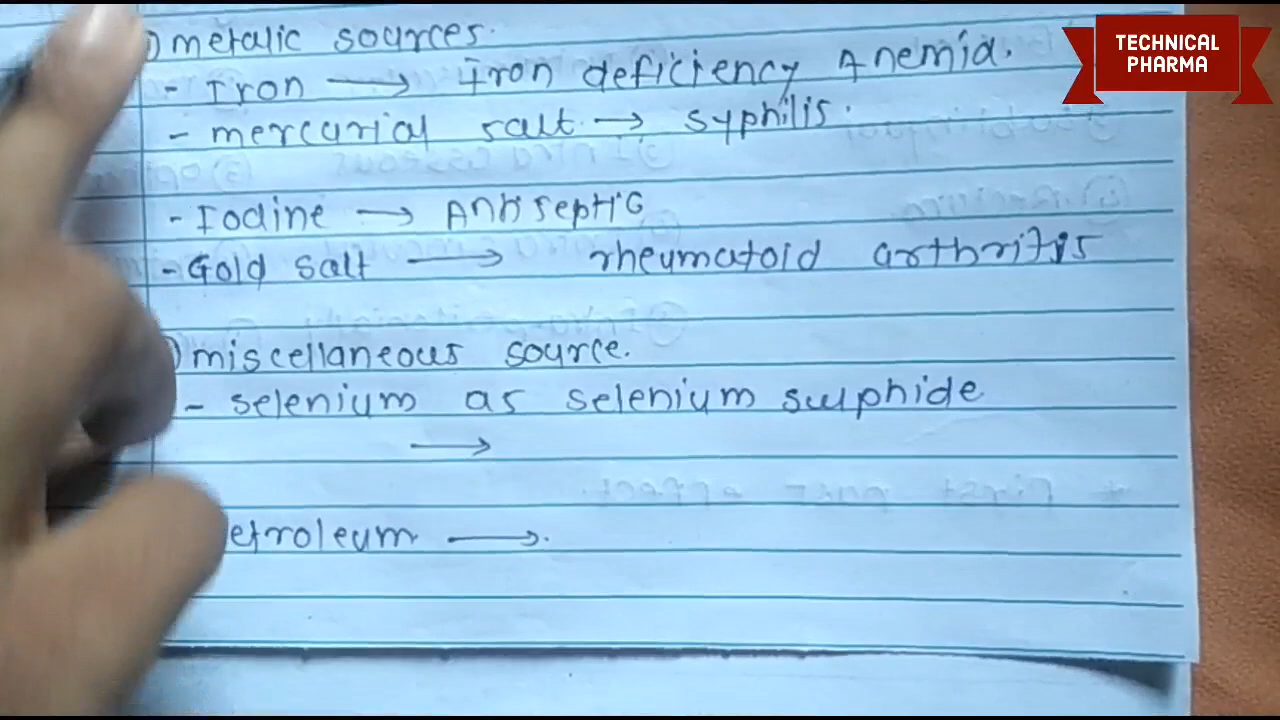 ) metalic sources.
- Iron → Iron deficiency Anemia.
- mercurial salt → syphilis.
- Iodine → Antiseptic
- Gold salt → rheumatoid arthritis
) miscellaneous source.
- selenium as selenium sulphide
→
etroleum →.
TECHNICAL
PHARMA